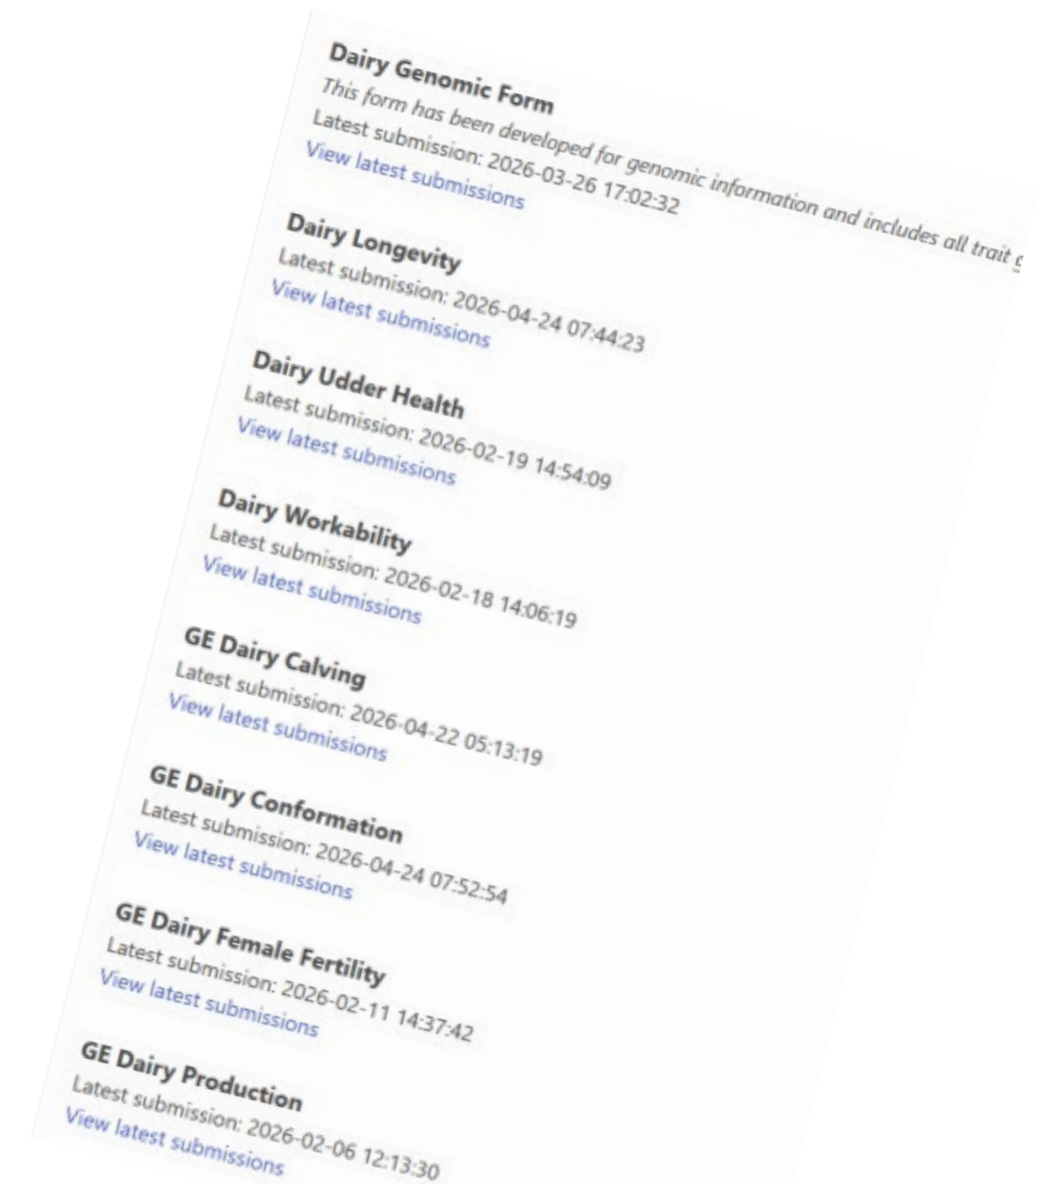 Dairy Genomic Form
This form has been developed for genomic information and includes all trait
Latest submission: 2026-03-26 17:02:32
View latest submissions
Dairy Longevity
Latest submission: 2026-04-24 07:44:23
View latest submissions
Dairy Udder Health
Latest submission: 2026-02-19 14:54:09
View latest submissions
Dairy Workability
Latest submission: 2026-02-18 14:06:19
View latest submissions
GE Dairy Calving
Latest submission: 2026-04-22 05:13:19
View latest submissions
GE Dairy Conformation
Latest submission: 2026-04-24 07:52:54
View latest submissions
GE Dairy Female Fertility
Latest submission: 2026-02-11 14:37:42
View latest submissions
GE Dairy Production
Latest submission: 2026-02-06 12:13:30
View latest submissions